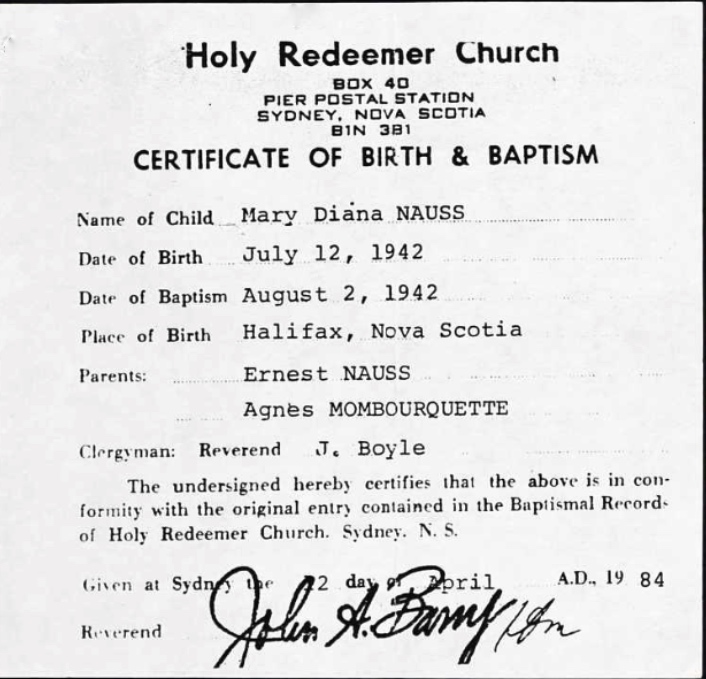 Holy Redeemer Church
BOX 40
PIER POSTAL STATION
SYDNEY, NOVA SCOTIA
B1N 3B1
CERTIFICATE OF BIRTH & BAPTISM
Name of Child Mary Diana NAUSS
Date of Birth July 12, 1942
Date of Baptism August 2, 1942
Place of Birth Halifax, Nova Scotia
Parents: Ernest NAUSS
Agnes MOMBOURQUETTE
Clergyman: Reverend J. Boyle
The undersigned hereby certifies that the above is in con-
formity with the original entry contained in the Baptismal Records
of Holy Redeemer Church, Sydney, N. S.
Given at Sydney the 2 day of April A.D., 19 84
Reverend John A.